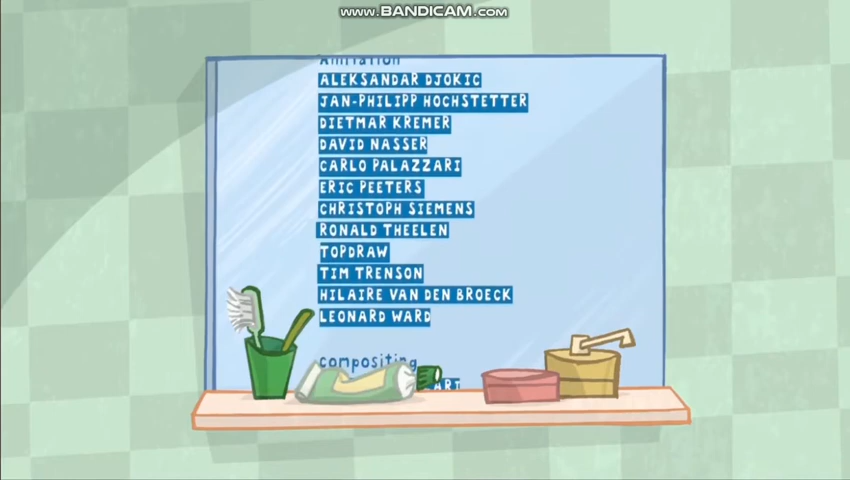 www.BANDICAM.com
Animation
ALEKSANDAR DJOKIC
JAN-PHILIPP HOCHSTETTER
DIETMAR KREMER
DAVID NASSER
CARLO PALAZZARI
ERIC PEETERS
CHRISTOPH SIEMENS
RONALD THEELEN
TOPDRAW
TIM TRENSON
HILAIRE VAN DEN BROECK
LEONARD WARD
compositing